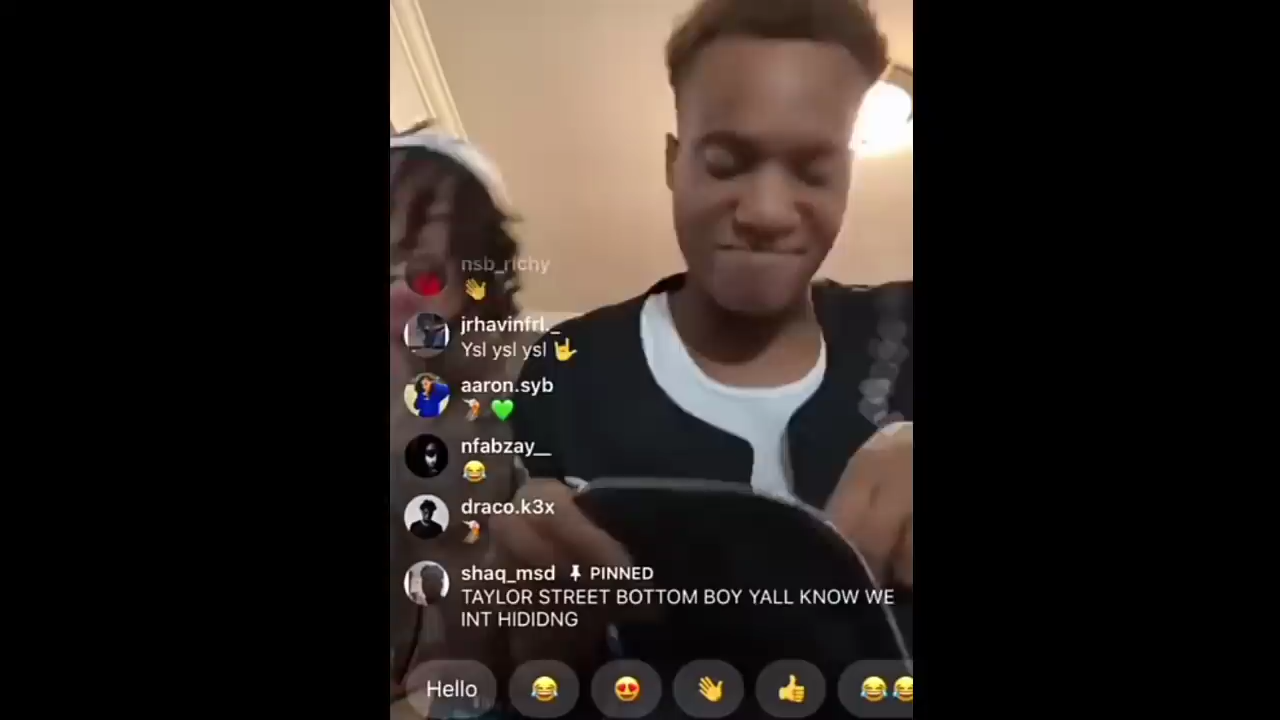 nsb_richy
👋
jrhavinfrl._
Ysl ysl ysl 🤟
aaron.syb
💚
nfabzay__
😂
draco.k3x
shaq_msd PINNED
TAYLOR STREET BOTTOM BOY YALL KNOW WE
INT HIDIDNG
Hello 😂 😍 👋 👍 😂😂